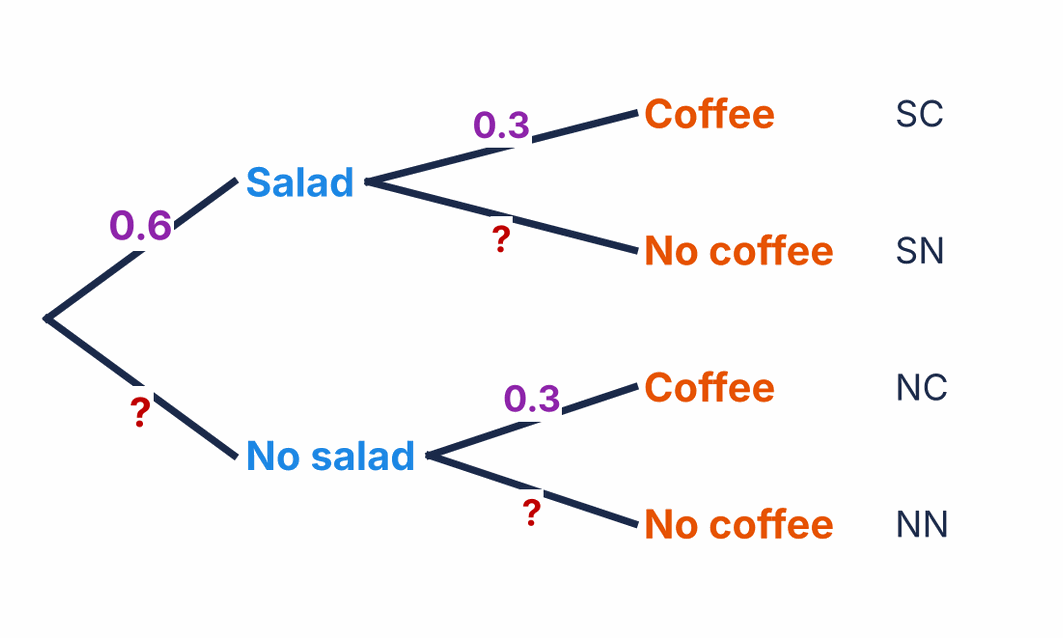 0.3 Coffee SC
Salad
0.6
? No coffee SN
0.3 Coffee NC
?
No salad
? No coffee NN